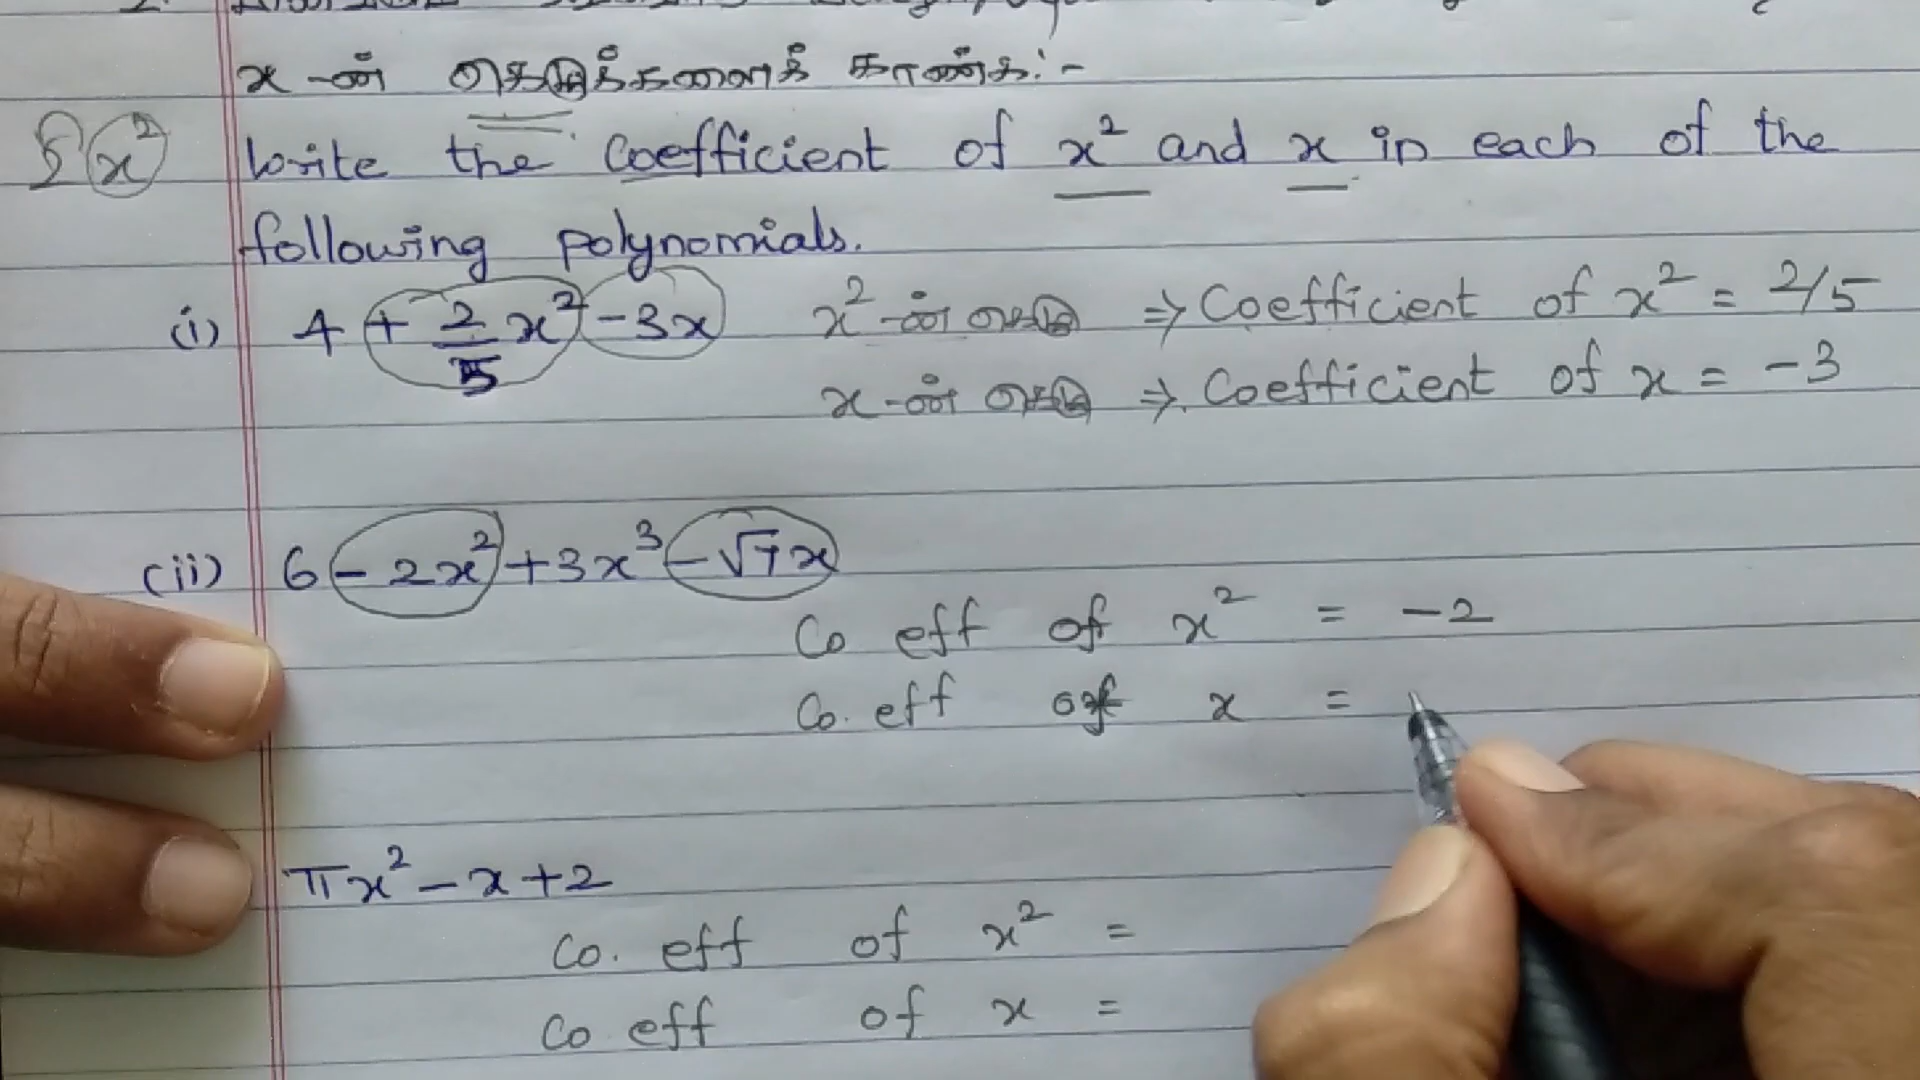 x-ன் கெழுக்களைக் காண்க:-
x² Write the Coefficient of x² and x in each of the
following polynomials.
(i) 4 + 2/5 x² - 3x x²-ன் கெழு ⇒ Coefficient of x² = 2/5
x-ன் கெழு ⇒ Coefficient of x = -3
(ii) 6 - 2x² + 3x³ - √7x
Co eff of x² = -2
Co. eff of x =
πx² - x + 2
Co. eff of x² =
Co eff of x =